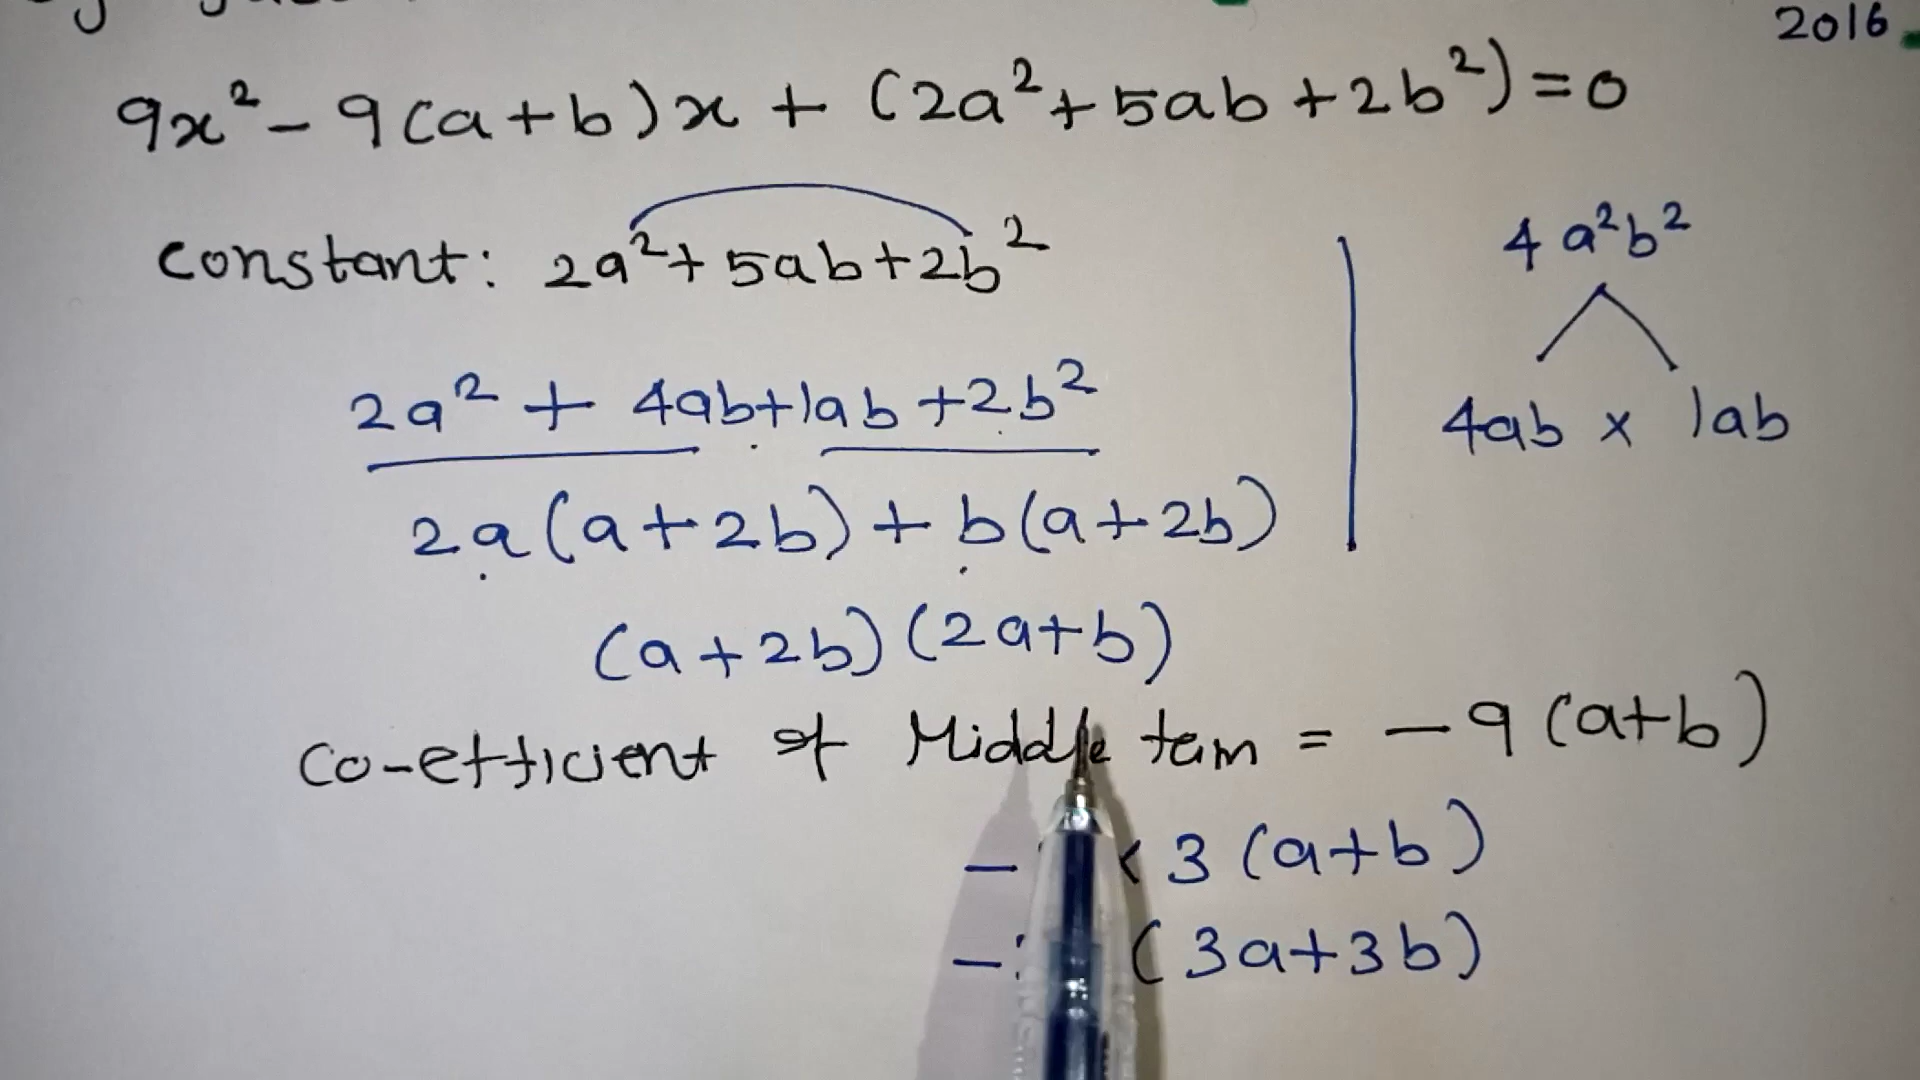 2016
9x² - 9(a+b)x + (2a²+5ab+2b²)=0
constant: 2a²+5ab+2b²
4a²b²
2a² + 4ab+1ab+2b²
4ab × 1ab
2a(a+2b)+b(a+2b)
(a+2b)(2a+b)
co-efficient of Middle term = -9(a+b)
3(a+b)
(3a+3b)